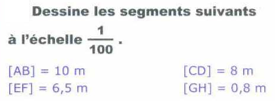 Dessine les segments suivants
à l'échelle 1/100 .
[AB] = 10 m [CD] = 8 m
[EF] = 6,5 m [GH] = 0,8 m